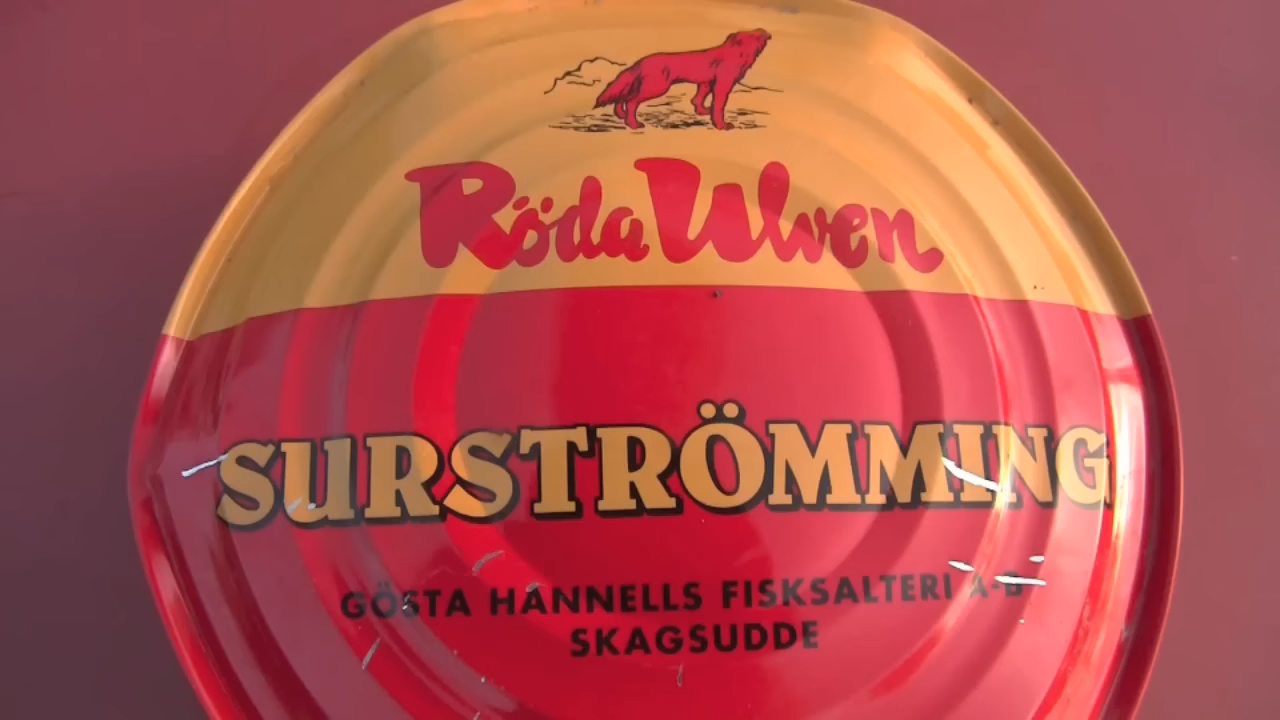 Röda Ulven
SURSTRÖMMING
GÖSTA HANNELLS FISKSALTERI A-B
SKAGSUDDE